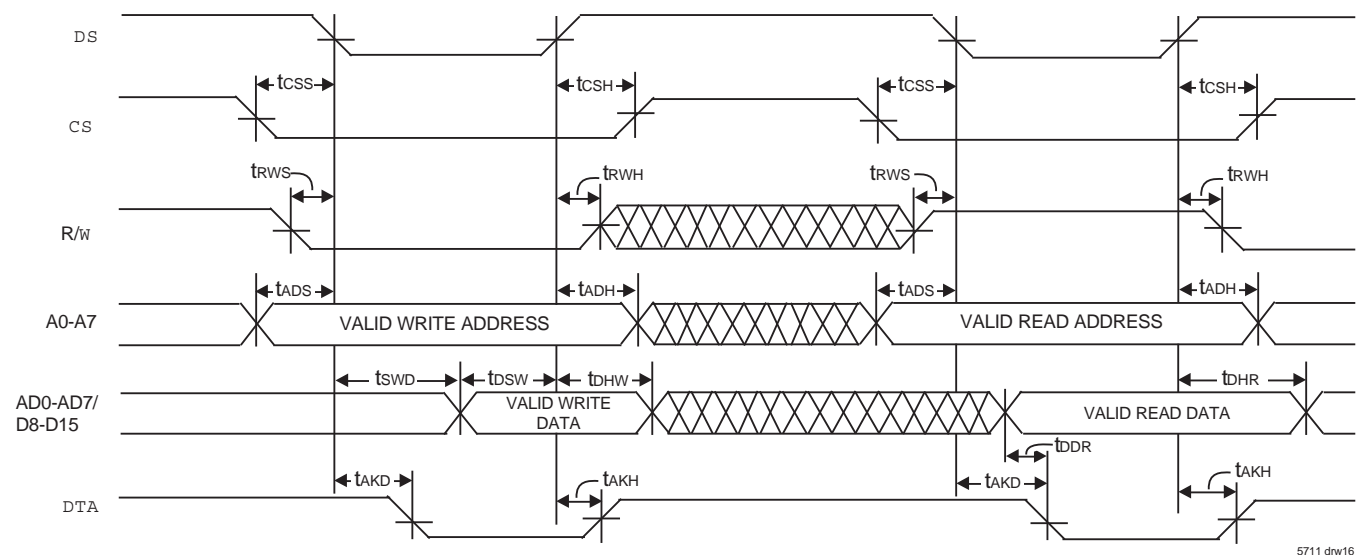 DS
tCSS
tCSH
tCSS
tCSH
CS
tRWS
tRWH
tRWS
tRWH
R/W
tADS
tADH
tADS
tADH
A0-A7
VALID WRITE ADDRESS
VALID READ ADDRESS
tSWD
tDSW
tDHW
tDHR
AD0-AD7/
D8-D15
VALID WRITE
DATA
VALID READ DATA
tDDR
tAKD
tAKH
tAKD
tAKH
DTA
5711 drw16